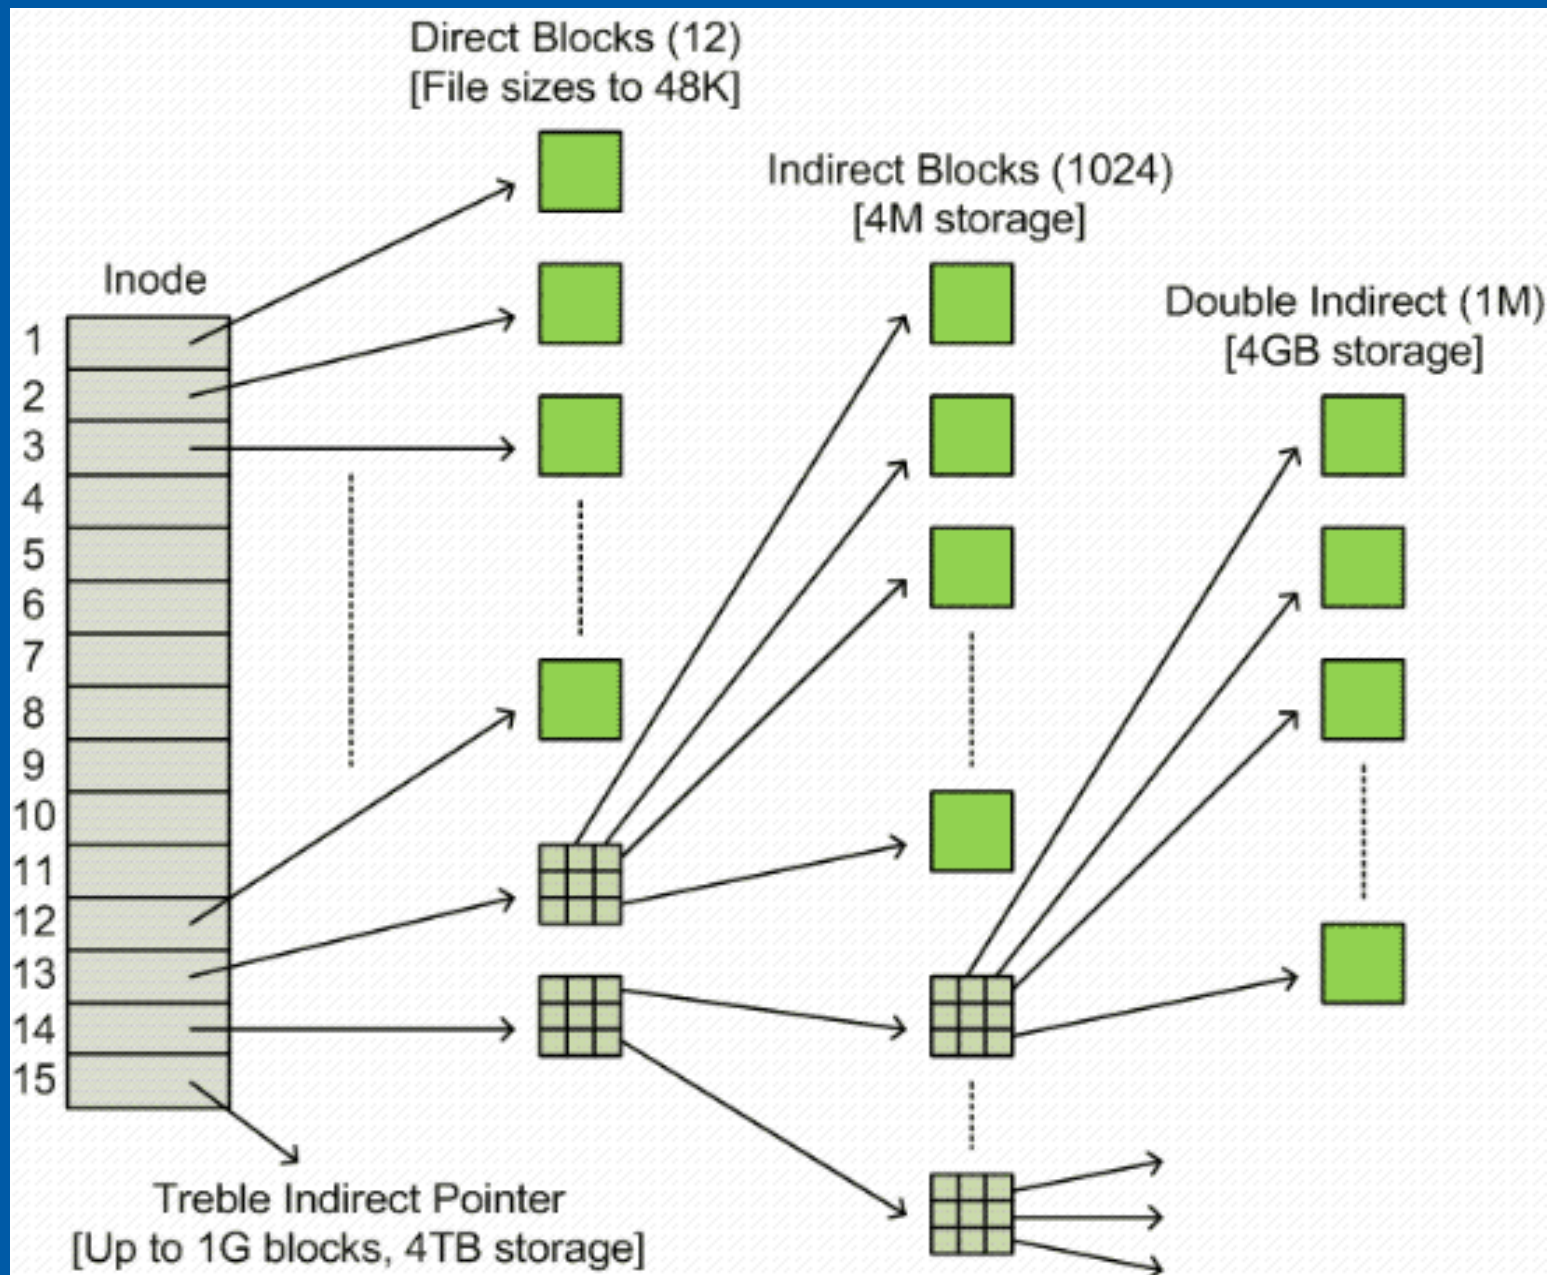 Direct Blocks (12)
[File sizes to 48K]
Indirect Blocks (1024)
[4M storage]
Double Indirect (1M)
[4GB storage]
Inode
1
2
3
4
5
6
7
8
9
10
11
12
13
14
15
Treble Indirect Pointer
[Up to 1G blocks, 4TB storage]